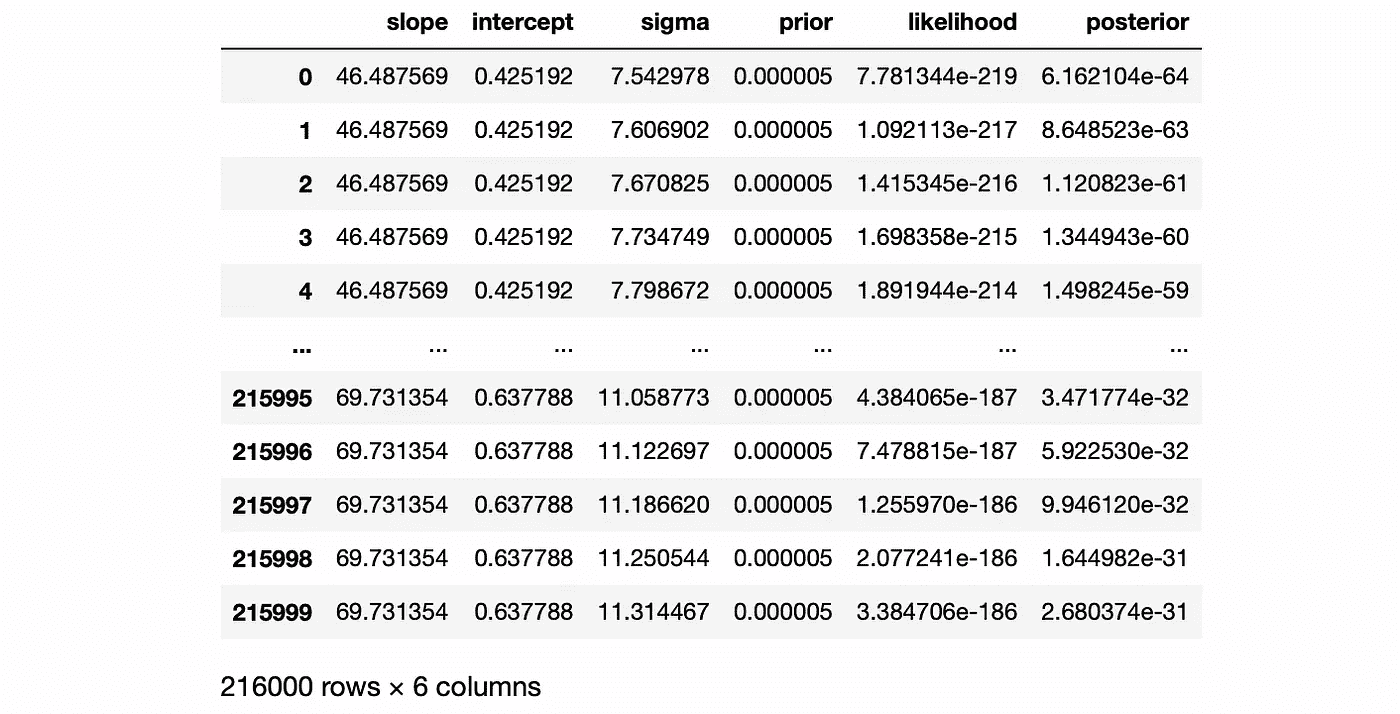 slope intercept sigma prior likelihood posterior
0 46.487569 0.425192 7.542978 0.000005 7.781344e-219 6.162104e-64
1 46.487569 0.425192 7.606902 0.000005 1.092113e-217 8.648523e-63
2 46.487569 0.425192 7.670825 0.000005 1.415345e-216 1.120823e-61
3 46.487569 0.425192 7.734749 0.000005 1.698358e-215 1.344943e-60
4 46.487569 0.425192 7.798672 0.000005 1.891944e-214 1.498245e-59
... ... ... ... ... ... ...
215995 69.731354 0.637788 11.058773 0.000005 4.384065e-187 3.471774e-32
215996 69.731354 0.637788 11.122697 0.000005 7.478815e-187 5.922530e-32
215997 69.731354 0.637788 11.186620 0.000005 1.255970e-186 9.946120e-32
215998 69.731354 0.637788 11.250544 0.000005 2.077241e-186 1.644982e-31
215999 69.731354 0.637788 11.314467 0.000005 3.384706e-186 2.680374e-31
216000 rows × 6 columns